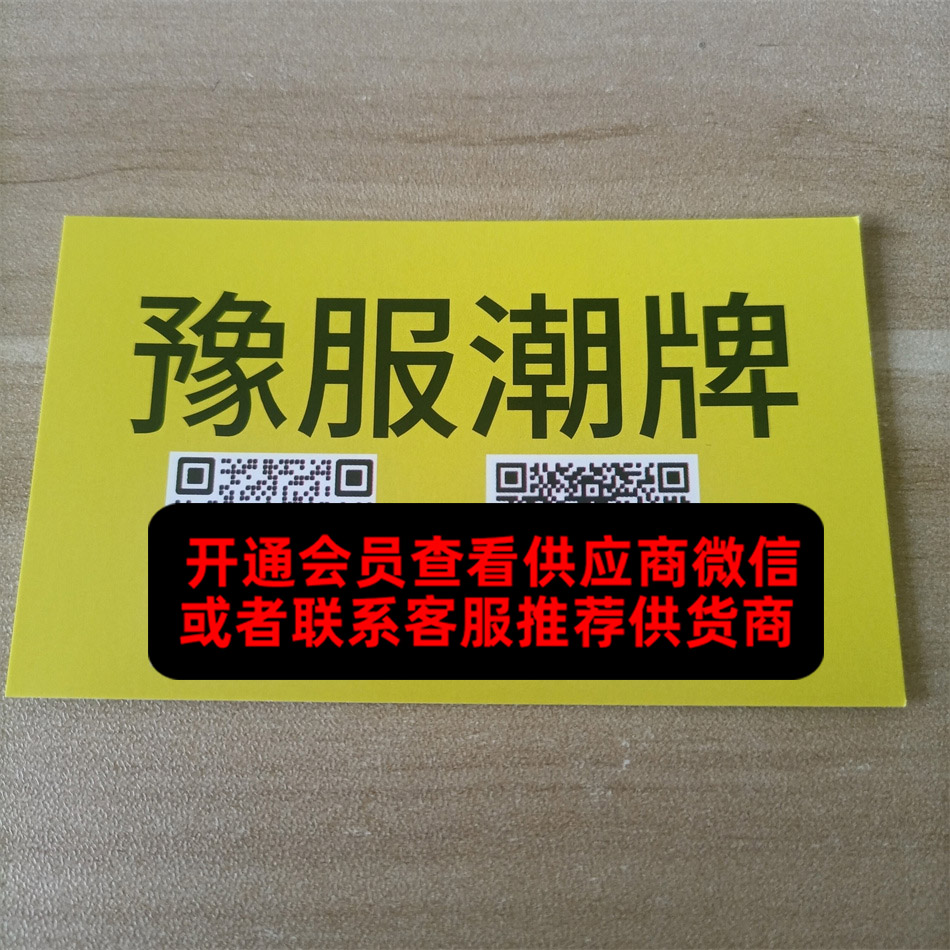 豫服潮牌
开通会员查看供应商微信
或者联系客服推荐供货商